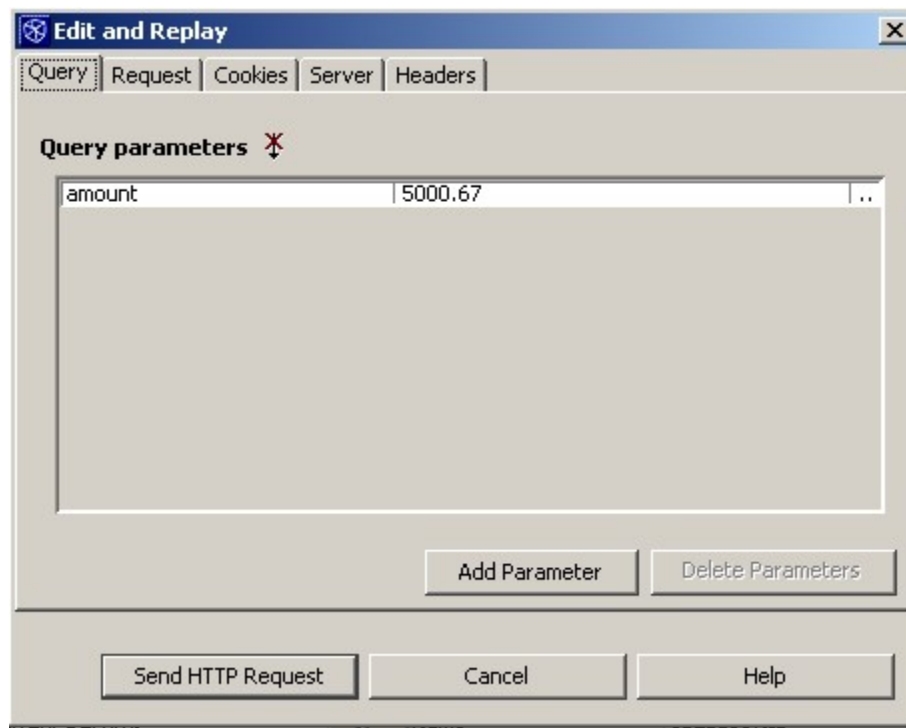 Edit and Replay
Query Request Cookies Server Headers
Query parameters
amount 5000.67 ..
Add Parameter Delete Parameters
Send HTTP Request Cancel Help